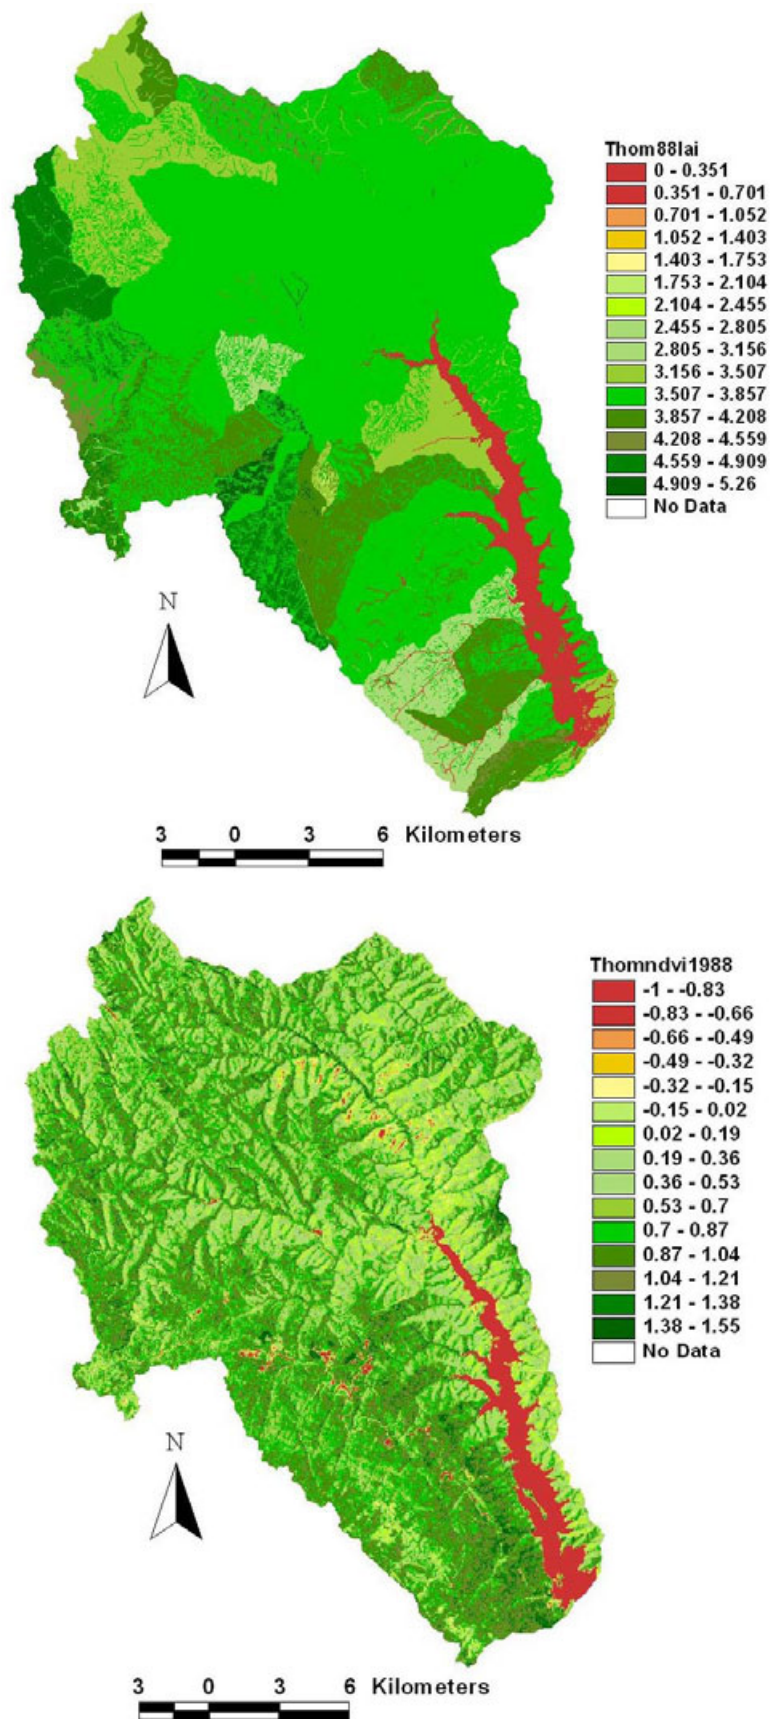 Thom88lai
0 - 0.351
0.351 - 0.701
0.701 - 1.052
1.052 - 1.403
1.403 - 1.753
1.753 - 2.104
2.104 - 2.455
2.455 - 2.805
2.805 - 3.156
3.156 - 3.507
3.507 - 3.857
3.857 - 4.208
4.208 - 4.559
4.559 - 4.909
4.909 - 5.26
No Data
N
3 0 3 6 Kilometers
Thomndvi1988
-1 - -0.83
-0.83 - -0.66
-0.66 - -0.49
-0.49 - -0.32
-0.32 - -0.15
-0.15 - 0.02
0.02 - 0.19
0.19 - 0.36
0.36 - 0.53
0.53 - 0.7
0.7 - 0.87
0.87 - 1.04
1.04 - 1.21
1.21 - 1.38
1.38 - 1.55
No Data
N
3 0 3 6 Kilometers